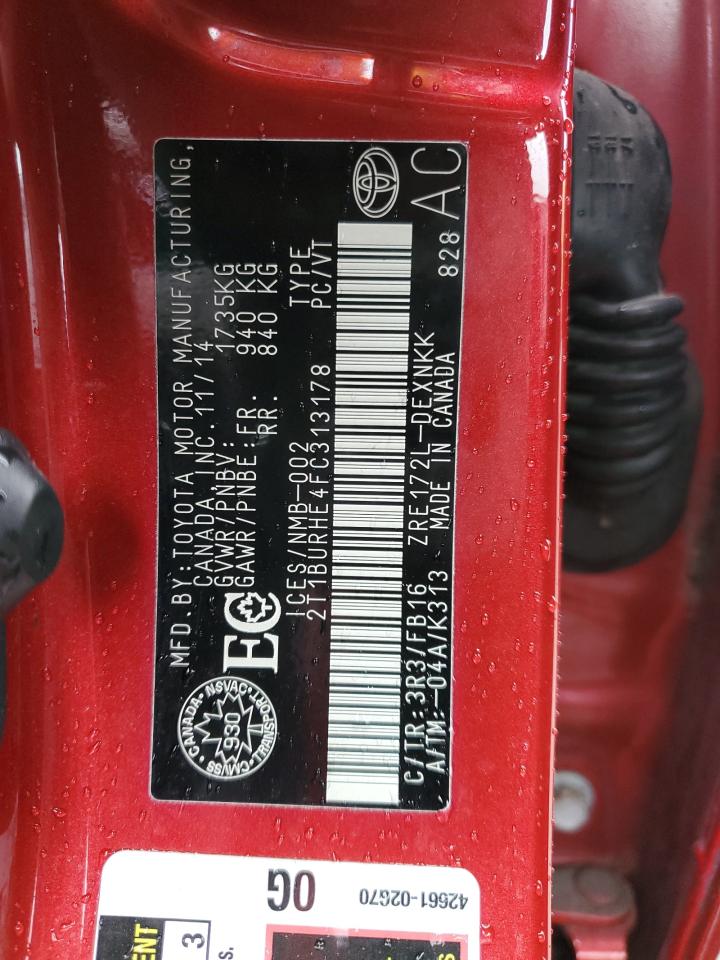 MFD BY:TOYOTA MOTOR MANUFACTURING,
CANADA, INC.11/14
GVWR/PNBV: 1735KG
GAWR/PNBE:FR. 940 KG
RR. 840 KG
ICES/NMB-002 TYPE
2T1BURHE4FC313178 PC/VT
CANADA
NSVAC
930
CMVSS
TRANSPORT
EC
C/TR:3R3/FB16 ZRE172L-DEXNKK 828
A/TM:-04A/K313 MADE IN CANADA AC
0G
42661-02G70
ENT
3
s.